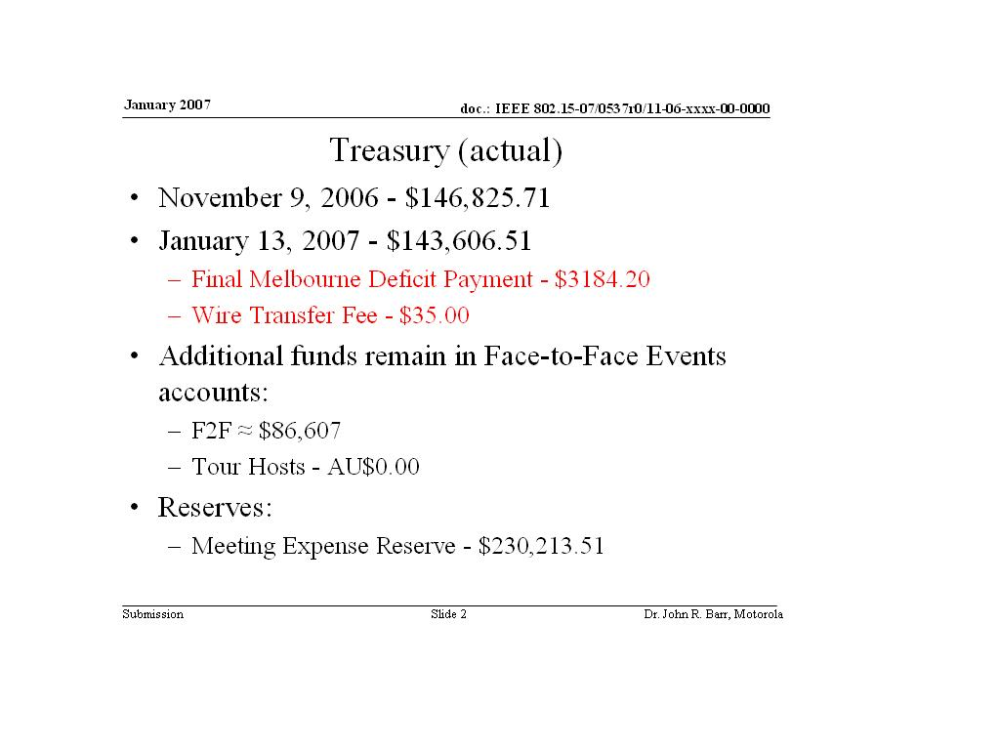 January 2007
doc.: IEEE 802.15-07/0537r0/11-06-xxxx-00-0000
Treasury (actual)
• November 9, 2006 - $146,825.71
• January 13, 2007 - $143,606.51
– Final Melbourne Deficit Payment - $3184.20
– Wire Transfer Fee - $35.00
• Additional funds remain in Face-to-Face Events
accounts:
– F2F ≈ $86,607
– Tour Hosts - AU$0.00
• Reserves:
– Meeting Expense Reserve - $230,213.51
Submission
Slide 2
Dr. John R. Barr, Motorola